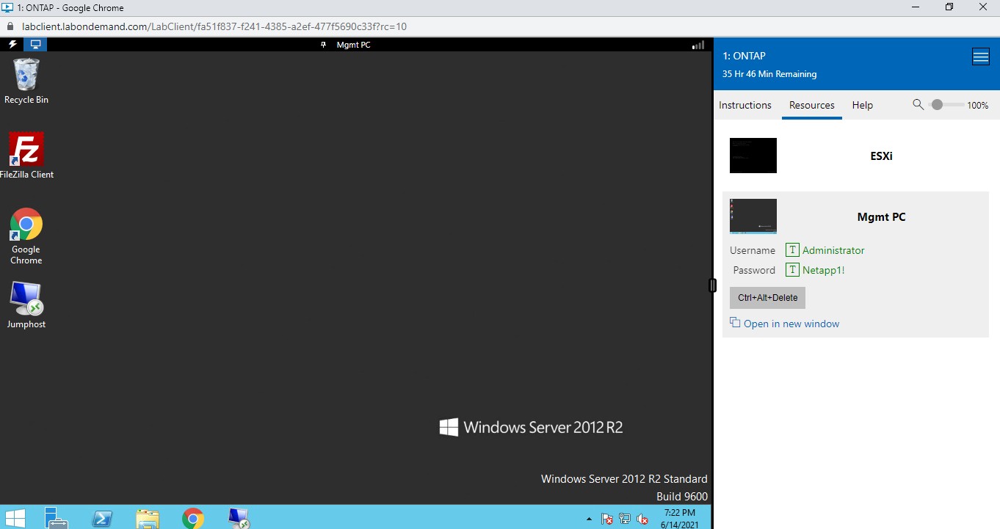 1: ONTAP - Google Chrome
labclient.labondemand.com/LabClient/fa51f837-f241-4385-a2ef-477f5690c33f?rc=10
Mgmt PC
Recycle Bin
FileZilla Client
Google
Chrome
Jumphost
Windows Server 2012 R2
Windows Server 2012 R2 Standard
Build 9600
7:22 PM
6/14/2021
1: ONTAP
35 Hr 46 Min Remaining
Instructions Resources Help 100%
ESXi
Mgmt PC
Username T Administrator
Password T Netapp1!
Ctrl+Alt+Delete
Open in new window